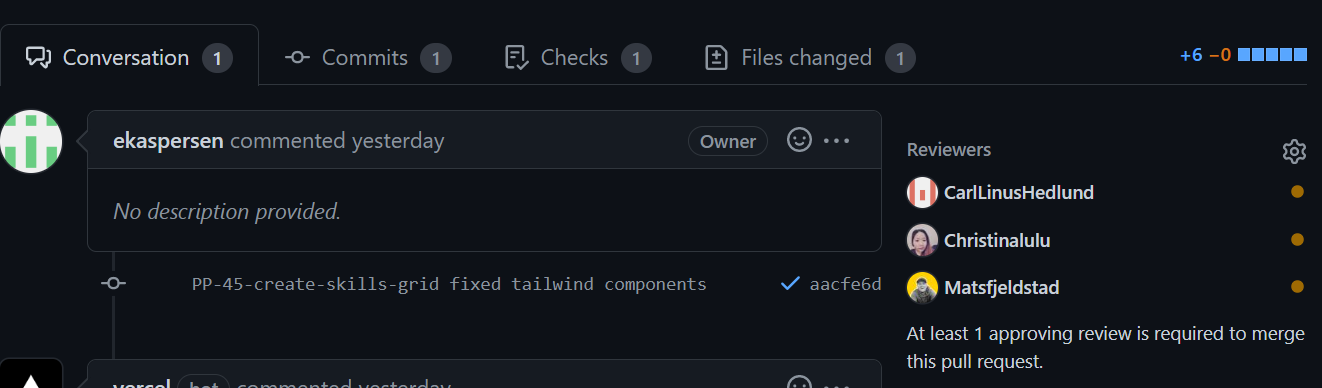 Conversation 1 Commits 1 Checks 1 Files changed 1 +6 −0
ekaspersen commented yesterday Owner
No description provided.
PP-45-create-skills-grid fixed tailwind components aacfe6d
vercel bot commented yesterday
Reviewers
CarlLinusHedlund
Christinalulu
Matsfjeldstad
At least 1 approving review is required to merge
this pull request.